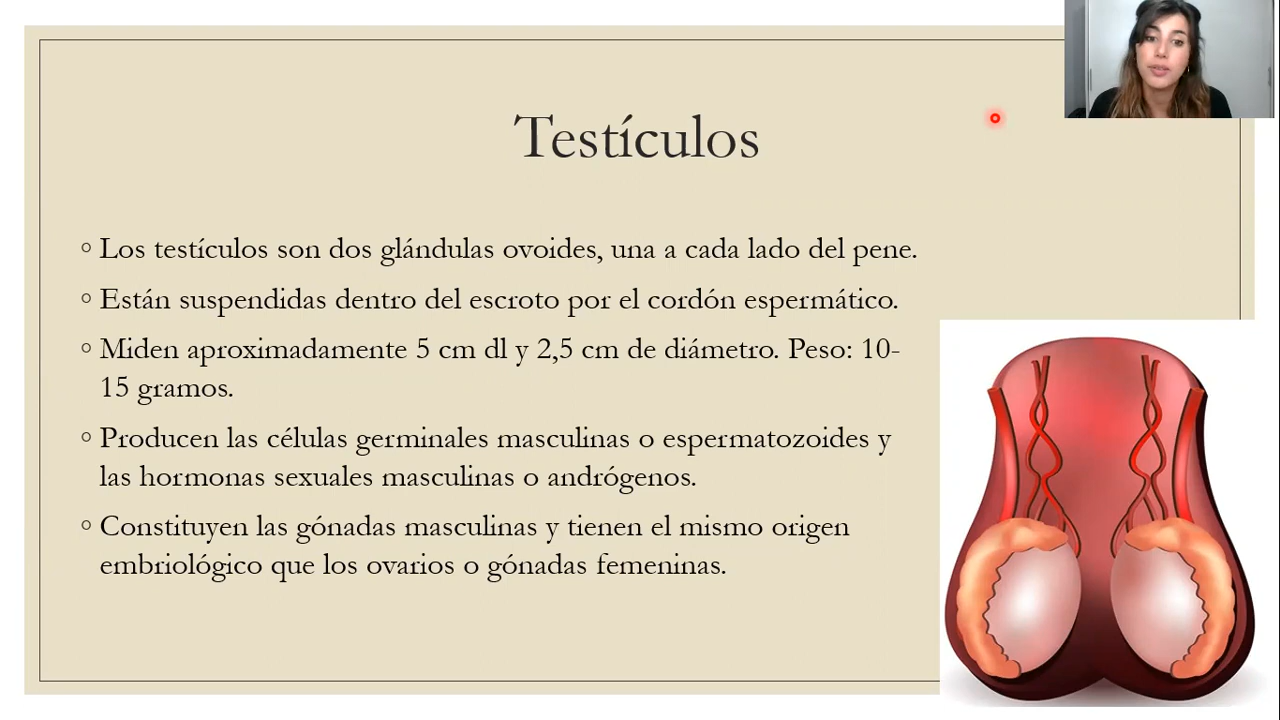 Testículos
◦ Los testículos son dos glándulas ovoides, una a cada lado del pene.
◦ Están suspendidas dentro del escroto por el cordón espermático.
◦ Miden aproximadamente 5 cm dl y 2,5 cm de diámetro. Peso: 10-
15 gramos.
◦ Producen las células germinales masculinas o espermatozoides y
las hormonas sexuales masculinas o andrógenos.
◦ Constituyen las gónadas masculinas y tienen el mismo origen
embriológico que los ovarios o gónadas femeninas.